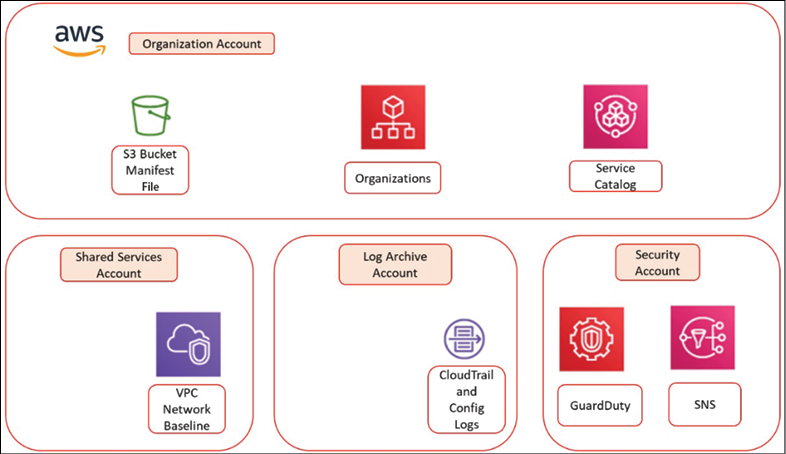 aws
Organization Account
S3 Bucket
Manifest
File
Organizations
Service
Catalog
Shared Services
Account
VPC
Network
Baseline
Log Archive
Account
CloudTrail
and
Config
Logs
Security
Account
GuardDuty
SNS